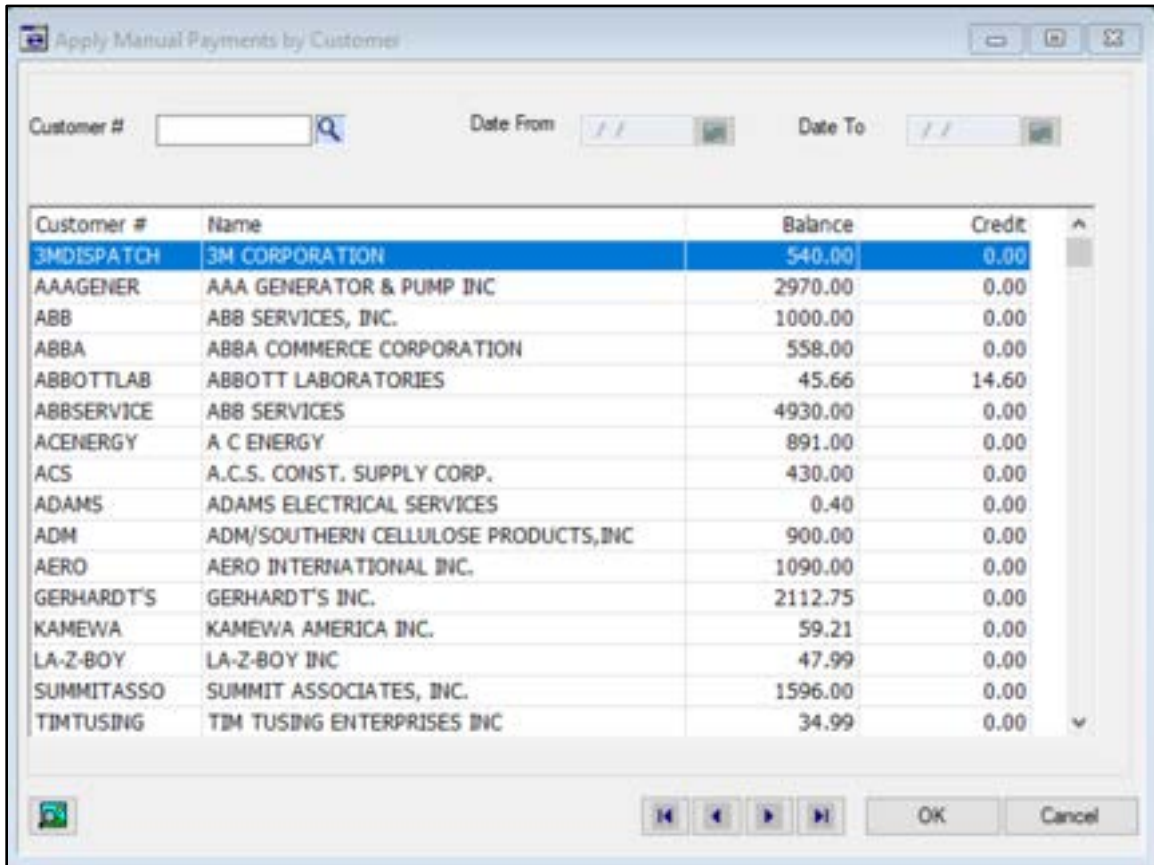 Apply Manual Payments by Customer
Customer # Date From / / Date To / /
Customer # Name Balance Credit
3MDISPATCH 3M CORPORATION 540.00 0.00
AAAGENER AAA GENERATOR & PUMP INC 2970.00 0.00
ABB ABB SERVICES, INC. 1000.00 0.00
ABBA ABBA COMMERCE CORPORATION 558.00 0.00
ABBOTTLAB ABBOTT LABORATORIES 45.66 14.60
ABBSERVICE ABB SERVICES 4930.00 0.00
ACENERGY A C ENERGY 891.00 0.00
ACS A.C.S. CONST. SUPPLY CORP. 430.00 0.00
ADAMS ADAMS ELECTRICAL SERVICES 0.40 0.00
ADM ADM/SOUTHERN CELLULOSE PRODUCTS,INC 900.00 0.00
AERO AERO INTERNATIONAL INC. 1090.00 0.00
GERHARDT'S GERHARDT'S INC. 2112.75 0.00
KAMEWA KAMEWA AMERICA INC. 59.21 0.00
LA-Z-BOY LA-Z-BOY INC 47.99 0.00
SUMMITASSO SUMMIT ASSOCIATES, INC. 1596.00 0.00
TIMTUSING TIM TUSING ENTERPRISES INC 34.99 0.00
OK Cancel